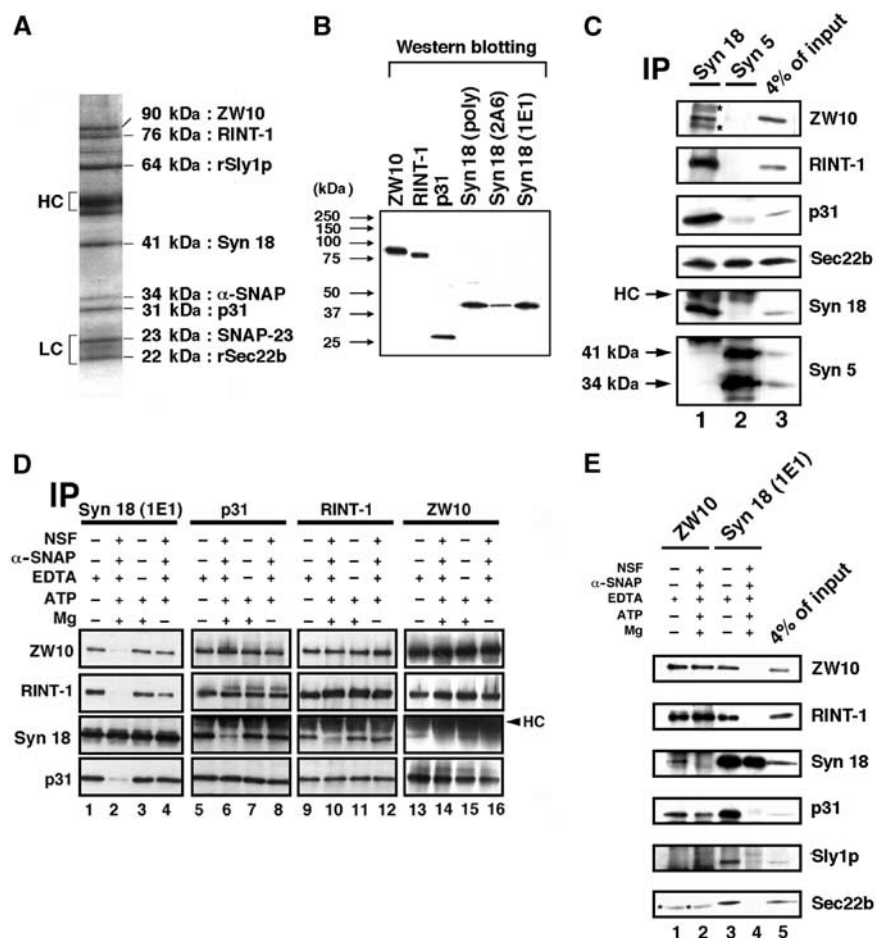 A
90 kDa : ZW10
76 kDa : RINT-1
64 kDa : rSly1p
HC
41 kDa : Syn 18
34 kDa : α-SNAP
31 kDa : p31
LC
23 kDa : SNAP-23
22 kDa : rSec22b
B
Western blotting
ZW10
RINT-1
p31
Syn 18 (poly)
Syn 18 (2A6)
Syn 18 (1E1)
(kDa)
250
150
100
75
50
37
25
C
IP
Syn 18
Syn 5
4% of input
*
*
ZW10
RINT-1
p31
Sec22b
HC
Syn 18
41 kDa
34 kDa
Syn 5
1 2 3
D
IP
Syn 18 (1E1) p31 RINT-1 ZW10
NSF − + − + − + − + − + − + − + − +
α-SNAP − + − + − + − + − + − + − + − +
EDTA + − − − + − − − + − − − + − − −
ATP − + + + − + + + − + + + − + + +
Mg − + + − − + + − − + + − − + + −
ZW10
RINT-1
HC
Syn 18
p31
1 2 3 4 5 6 7 8 9 10 11 12 13 14 15 16
E
ZW10
Syn 18 (1E1)
4% of input
NSF − + − +
α-SNAP − + − +
EDTA + + + +
ATP − + − +
Mg − + − +
ZW10
RINT-1
Syn 18
p31
Sly1p
* * Sec22b
1 2 3 4 5